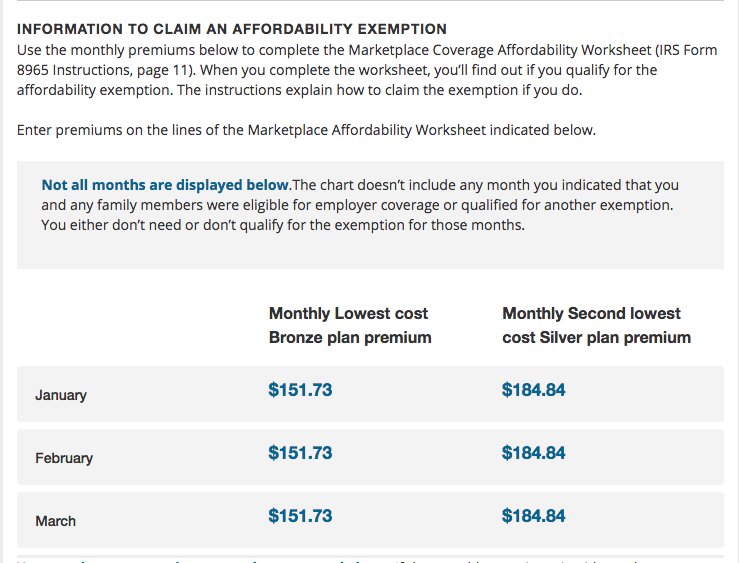 INFORMATION TO CLAIM AN AFFORDABILITY EXEMPTION
Use the monthly premiums below to complete the Marketplace Coverage Affordability Worksheet (IRS Form
8965 Instructions, page 11). When you complete the worksheet, you'll find out if you qualify for the
affordability exemption. The instructions explain how to claim the exemption if you do.
Enter premiums on the lines of the Marketplace Affordability Worksheet indicated below.
Not all months are displayed below.The chart doesn't include any month you indicated that you
and any family members were eligible for employer coverage or qualified for another exemption.
You either don't need or don't qualify for the exemption for those months.
Monthly Lowest cost Monthly Second lowest
Bronze plan premium cost Silver plan premium
January $151.73 $184.84
February $151.73 $184.84
March $151.73 $184.84